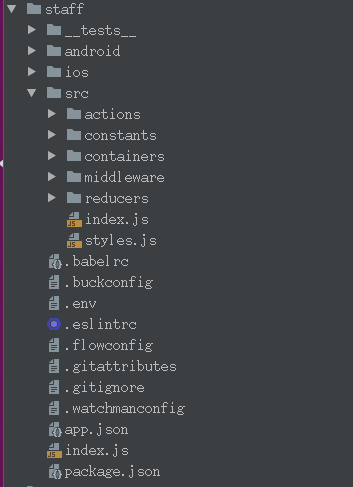 staff
__tests__
android
ios
src
actions
constants
containers
middleware
reducers
index.js
styles.js
.babelrc
.buckconfig
.env
.eslintrc
.flowconfig
.gitattributes
.gitignore
.watchmanconfig
app.json
index.js
package.json